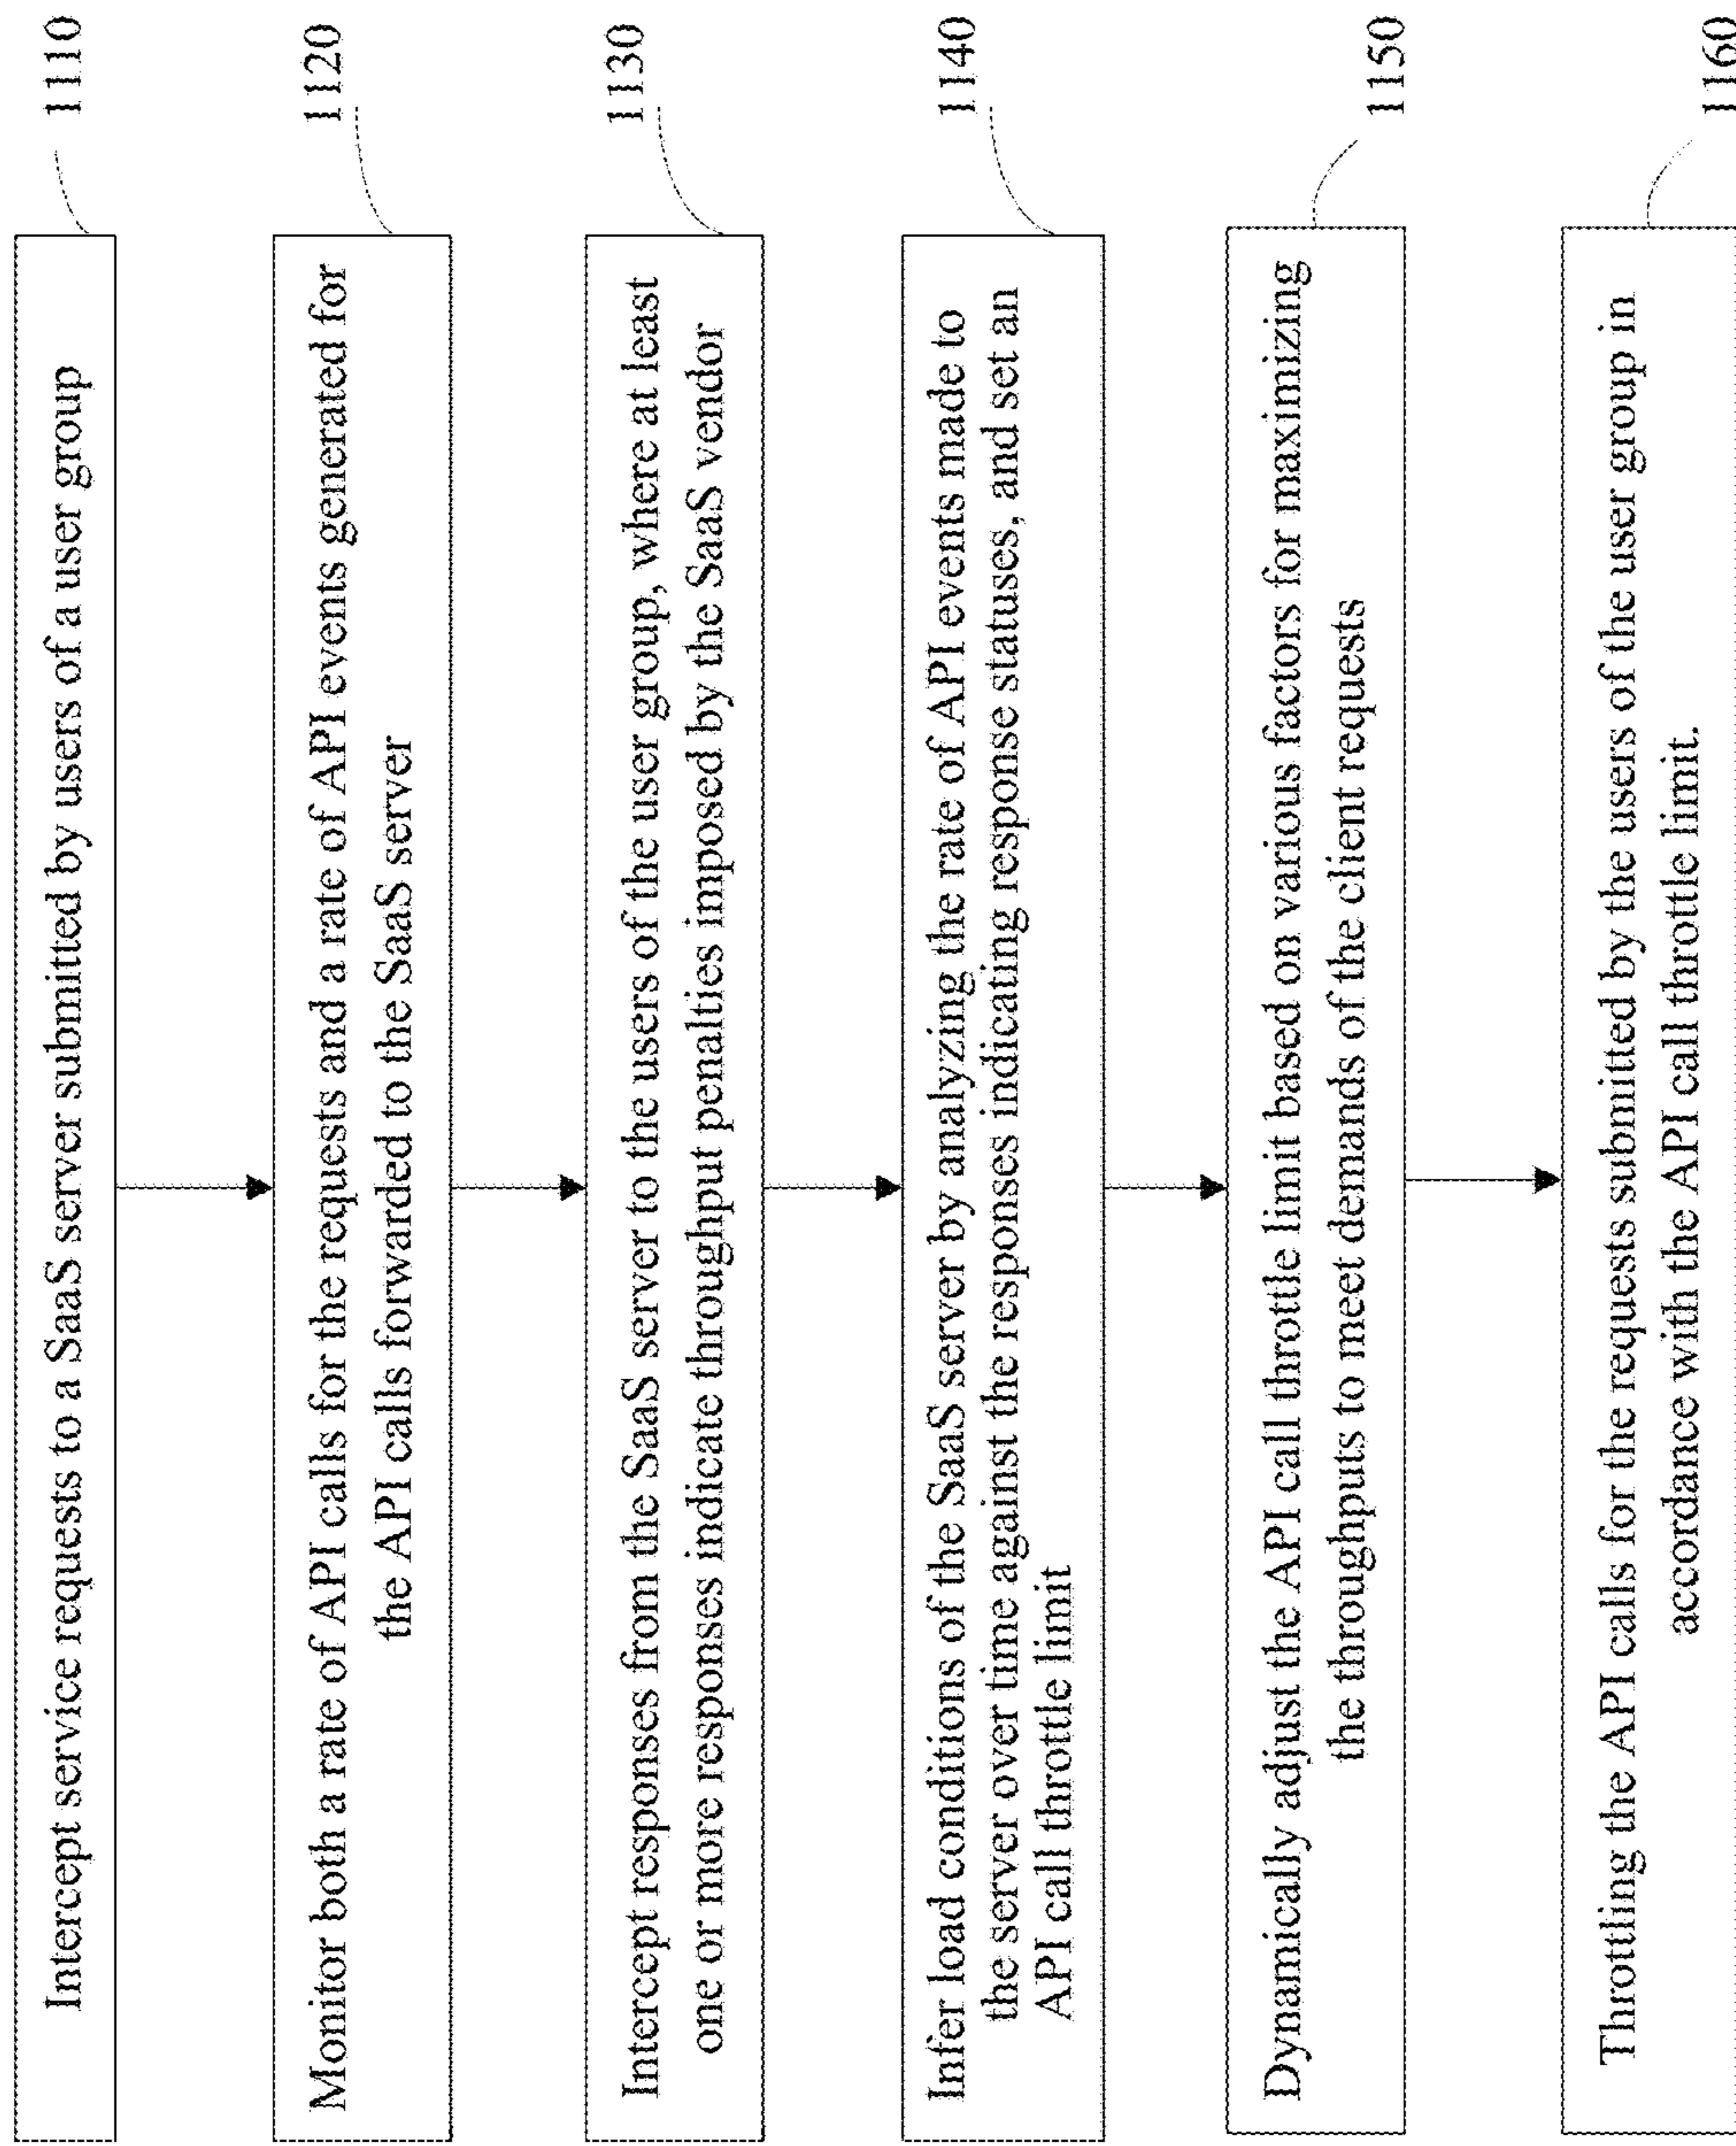 Intercept service requests to a SaaS server submitted by users of a user group
1110
Monitor both a rate of API calls for the requests and a rate of API events generated for
the API calls forwarded to the SaaS server
1120
Intercept responses from the SaaS server to the users of the user group, where at least
one or more responses indicate throughput penalties imposed by the SaaS vendor
1130
Infer load conditions of the SaaS server by analyzing the rate of API events made to
the server over time against the responses indicating response statuses, and set an
API call throttle limit
1140
Dynamically adjust the API call throttle limit based on various factors for maximizing
the throughputs to meet demands of the client requests
1150
Throttling the API calls for the requests submitted by the users of the user group in
accordance with the API call throttle limit.
1160